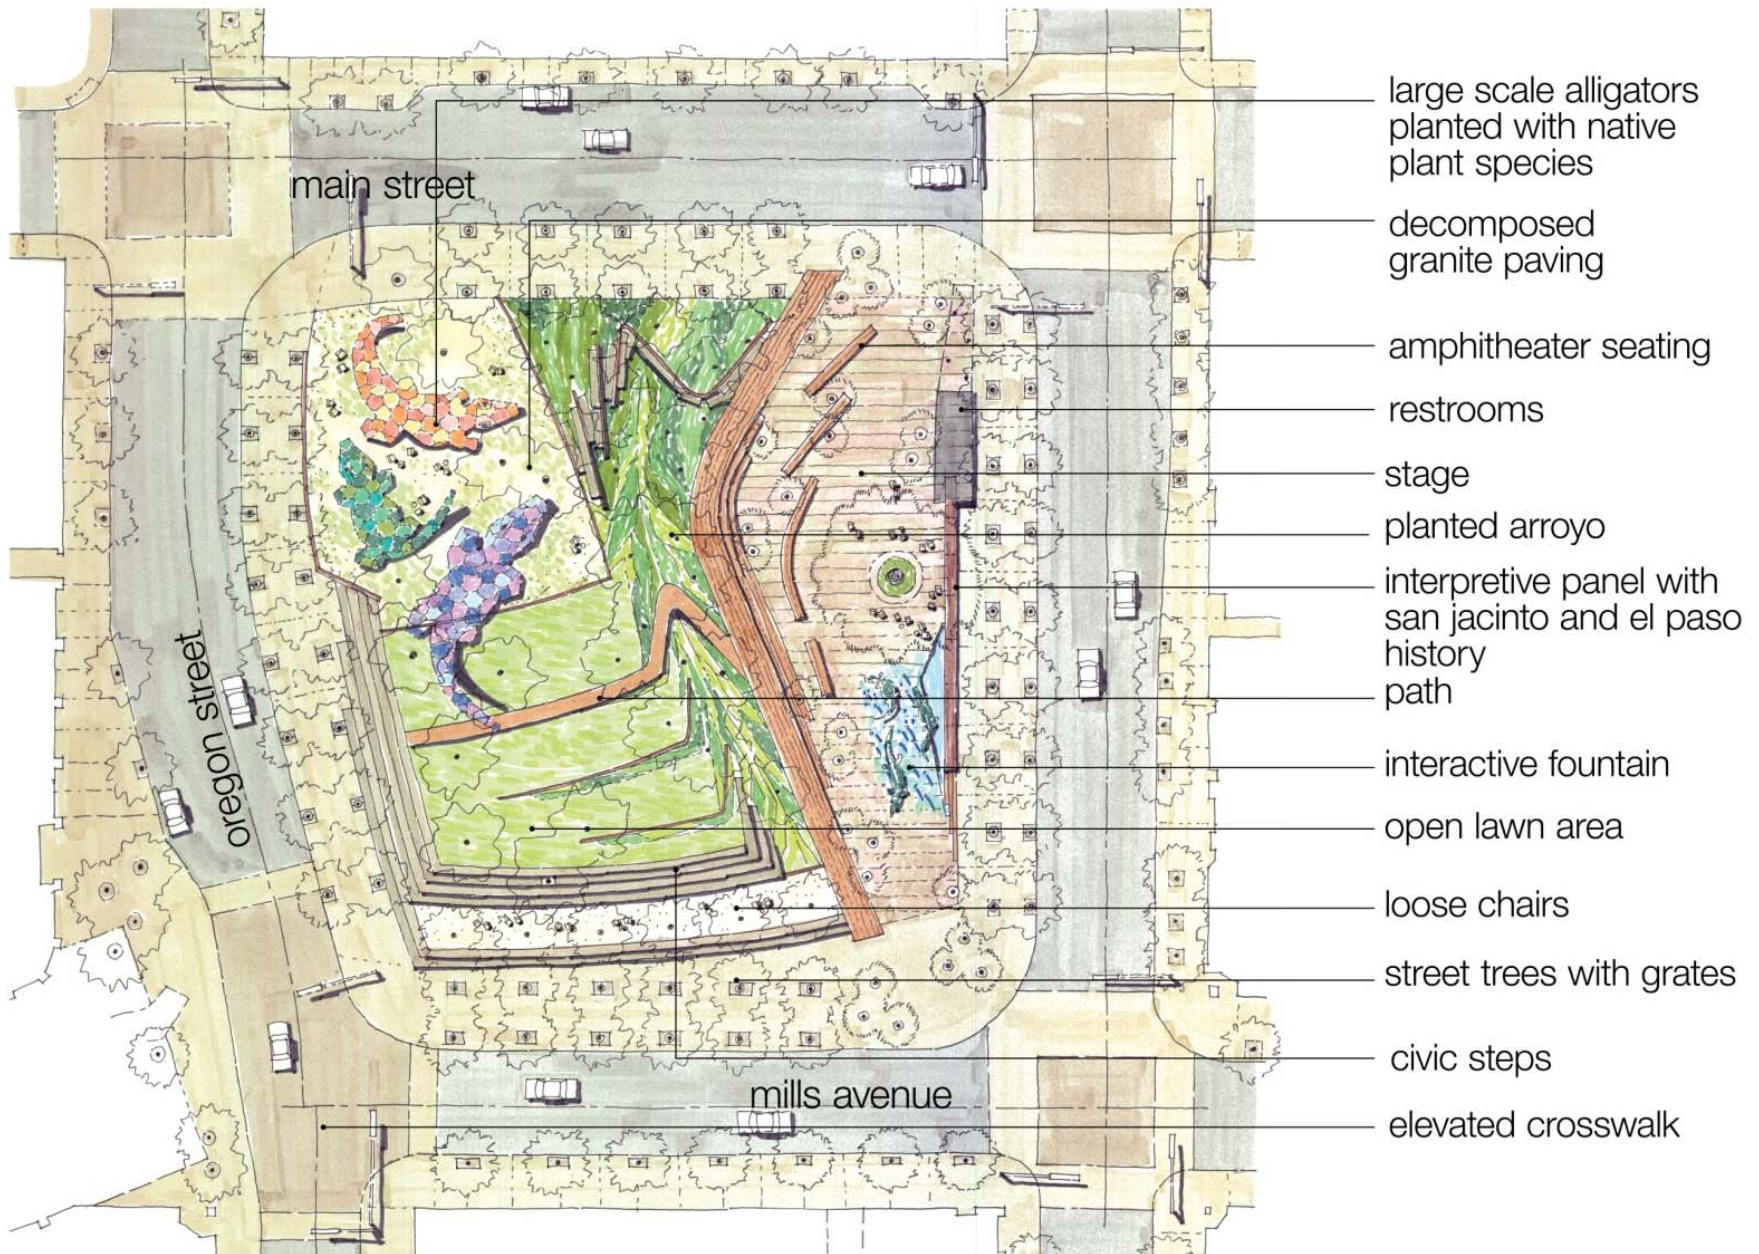 large scale alligators
planted with native
plant species
main street
decomposed
granite paving
amphitheater seating
restrooms
stage
planted arroyo
interpretive panel with
san jacinto and el paso
history
path
oregon street
interactive fountain
open lawn area
loose chairs
street trees with grates
civic steps
mills avenue
elevated crosswalk